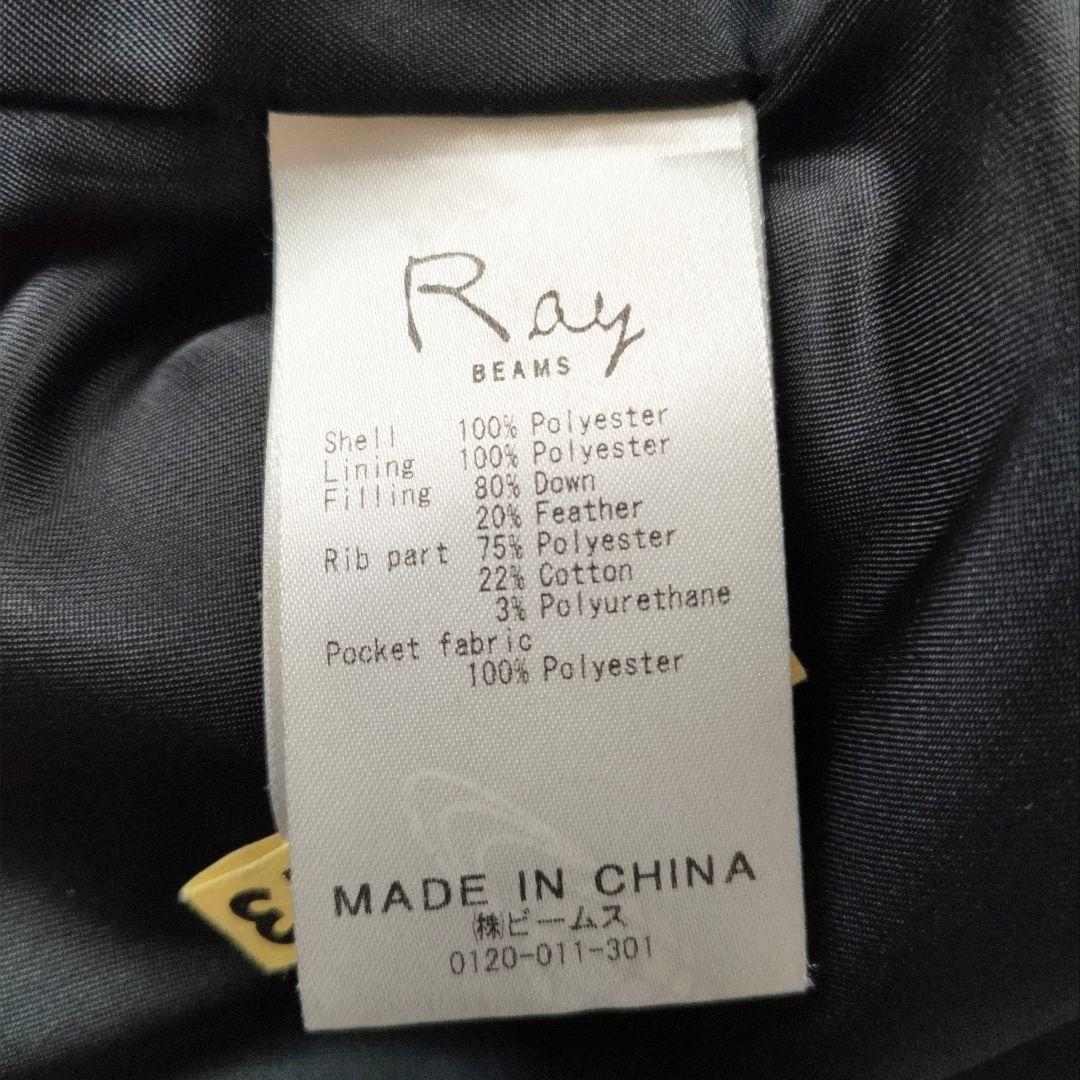 Ray
BEAMS
Shell 100% Polyester
Lining 100% Polyester
Filling 80% Down
20% Feather
Rib part 75% Polyester
22% Cotton
3% Polyurethane
Pocket fabric
100% Polyester
MADE IN CHINA
㈱ビームス
0120-011-301